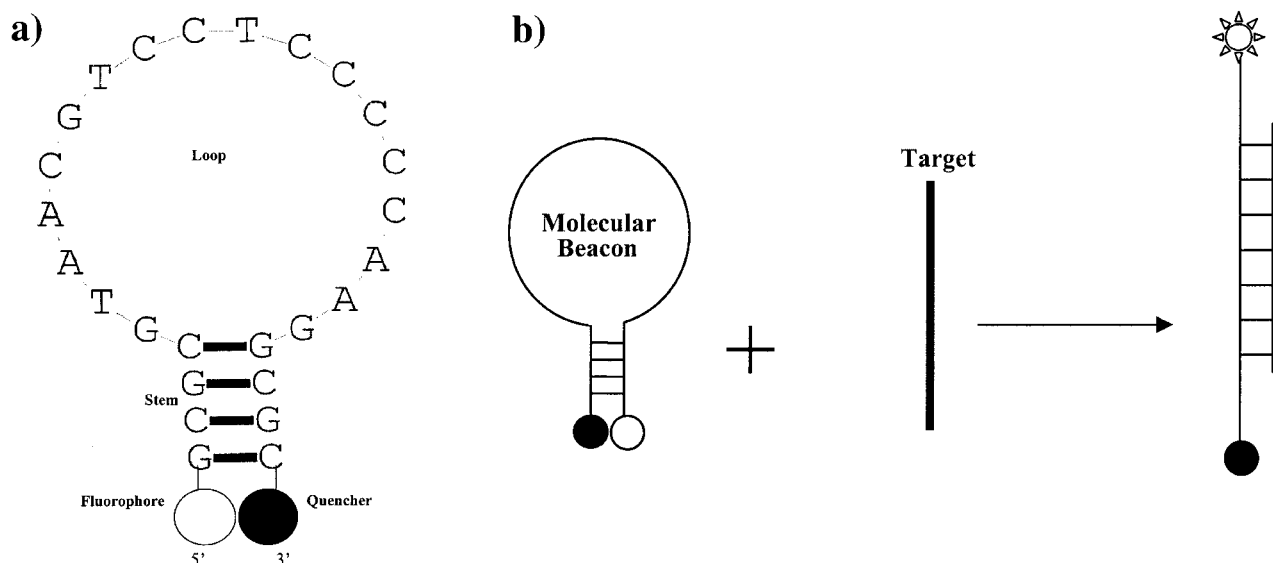 a)
G T A A C G T C C T C C C C C A A G
Loop
C G
G C
Stem
C G
G C
Fluorophore
Quencher
5'
3'
b)
Molecular
Beacon
+
Target